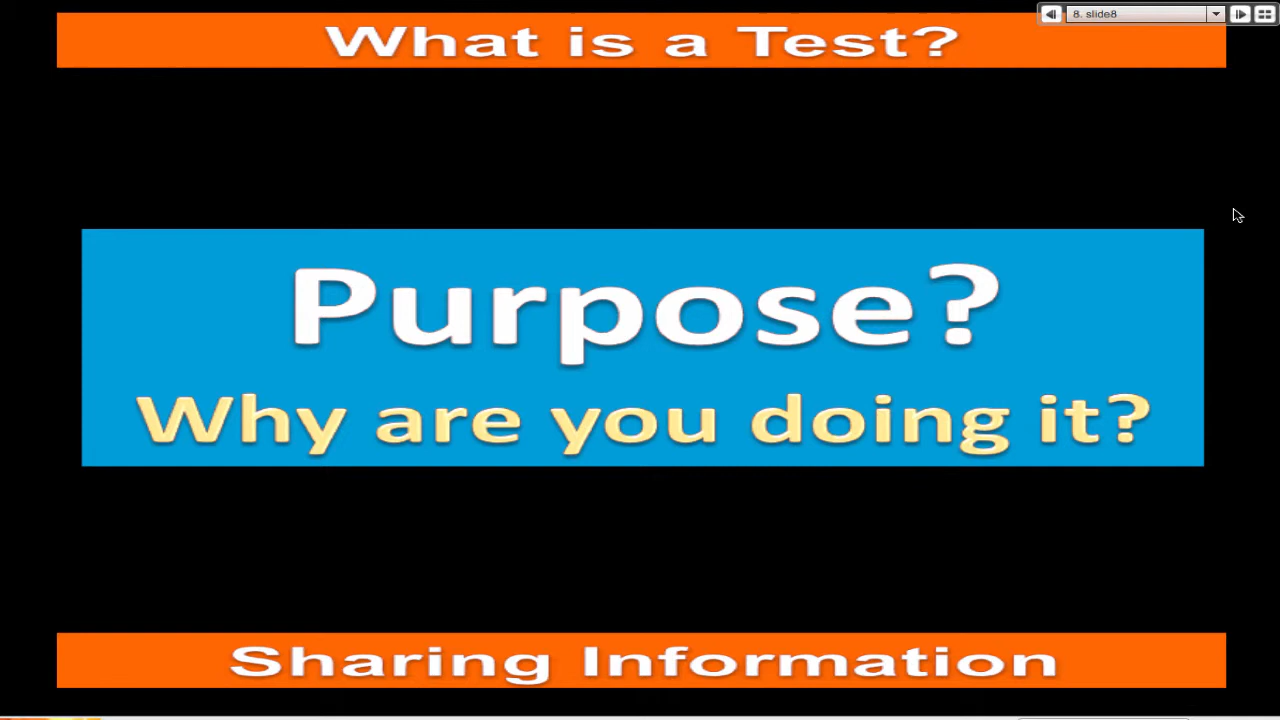 What is a Test?
8. slide8
Purpose?
Why are you doing it?
Sharing Information